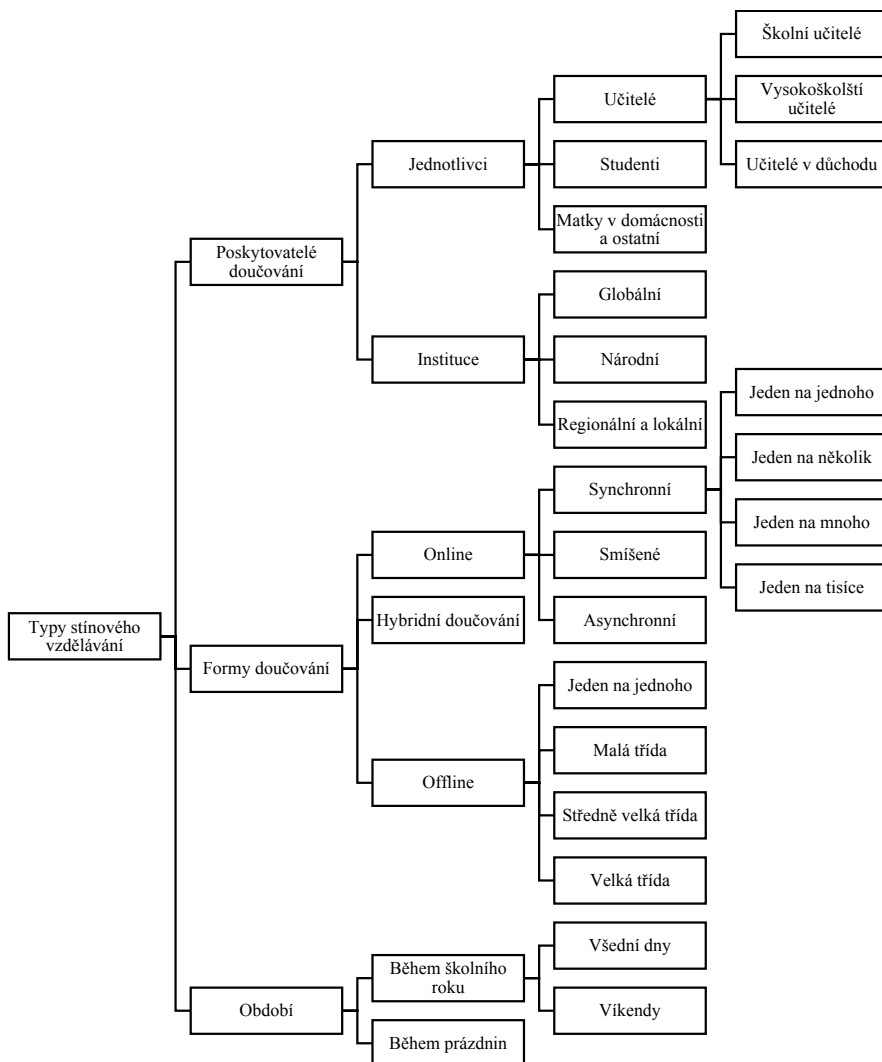 Typy stínového
vzdělávání
Poskytovatelé
doučování
Jednotlivci
Učitelé
Školní učitelé
Vysokoškolští
učitelé
Učitelé v důchodu
Studenti
Matky v domácnosti
a ostatní
Instituce
Globální
Národní
Regionální a lokální
Formy doučování
Online
Synchronní
Jeden na jednoho
Jeden na několik
Jeden na mnoho
Jeden na tisíce
Smíšené
Asynchronní
Hybridní doučování
Offline
Jeden na jednoho
Malá třída
Středně velká třída
Velká třída
Období
Během školního
roku
Všední dny
Víkendy
Během prázdnin